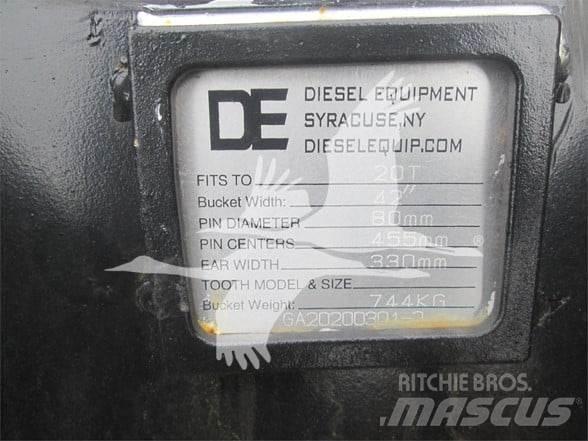 DE
DIESEL EQUIPMENT
SYRACUSE,NY
DIESELEQUIP.COM
FITS TO 20T
Bucket Width: 42"
PIN DIAMETER 80mm
PIN CENTERS 455mm
EAR WIDTH 330mm
TOOTH MODEL & SIZE
Bucket Weight: 744KG
®
RITCHIE BROS.
MASCUS